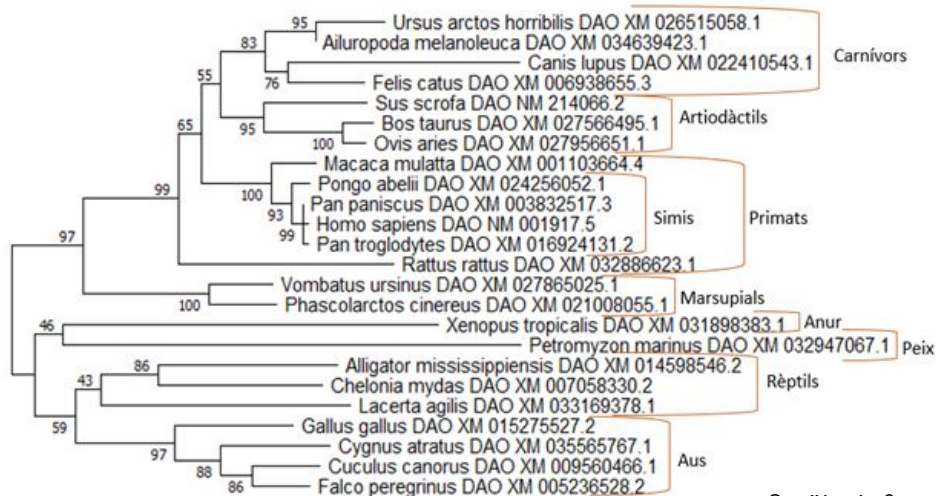 95 Ursus arctos horribilis DAO XM 026515058.1
83 Ailuropoda melanoleuca DAO XM 034639423.1
Canis lupus DAO XM 022410543.1 Carnívors
55 76 Felis catus DAO XM 006938655.3
Sus scrofa DAO NM 214066.2
65 95 Bos taurus DAO XM 027566495.1 Artiodàctils
100 Ovis aries DAO XM 027956651.1
Macaca mulatta DAO XM 001103664.4
99 100 Pongo abelii DAO XM 024256052.1
93 Pan paniscus DAO XM 003832517.3
99 Homo sapiens DAO NM 001917.5 Simis Primats
97 Pan troglodytes DAO XM 016924131.2
Rattus rattus DAO XM 032886623.1
Vombatus ursinus DAO XM 027865025.1
100 Phascolarctos cinereus DAO XM 021008055.1 Marsupials
46 Xenopus tropicalis DAO XM 031898383.1 Anur
Petromyzon marinus DAO XM 032947067.1 Peix
86 Alligator mississippiensis DAO XM 014598546.2
43 Chelonia mydas DAO XM 007058330.2 Rèptils
Lacerta agilis DAO XM 033169378.1
59 Gallus gallus DAO XM 015275527.2
97 Cygnus atratus DAO XM 035565767.1
88 Cuculus canorus DAO XM 009560466.1 Aus
86 Falco peregrinus DAO XM 005236528.2